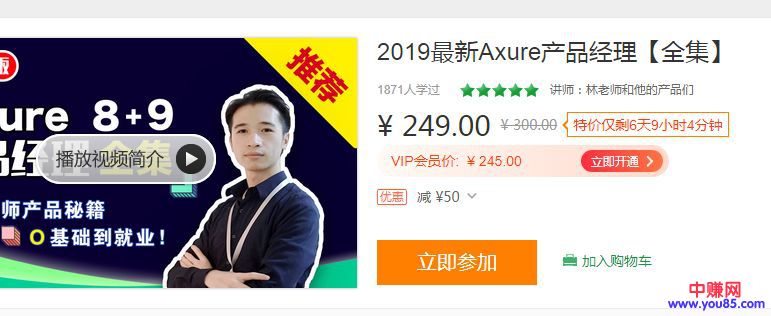 版
推荐
ure 8+9
品经理 全集
播放视频简介
师产品秘籍
0基础到就业！
2019最新Axure产品经理【全集】
1871人学过
讲师：林老师和他的产品们
¥ 249.00 ¥ 300.00 特价仅剩6天9小时4分钟
VIP会员价: ¥ 245.00 立即开通
优惠 减 ¥50
立即参加 加入购物车
中赚网
www.you85.com